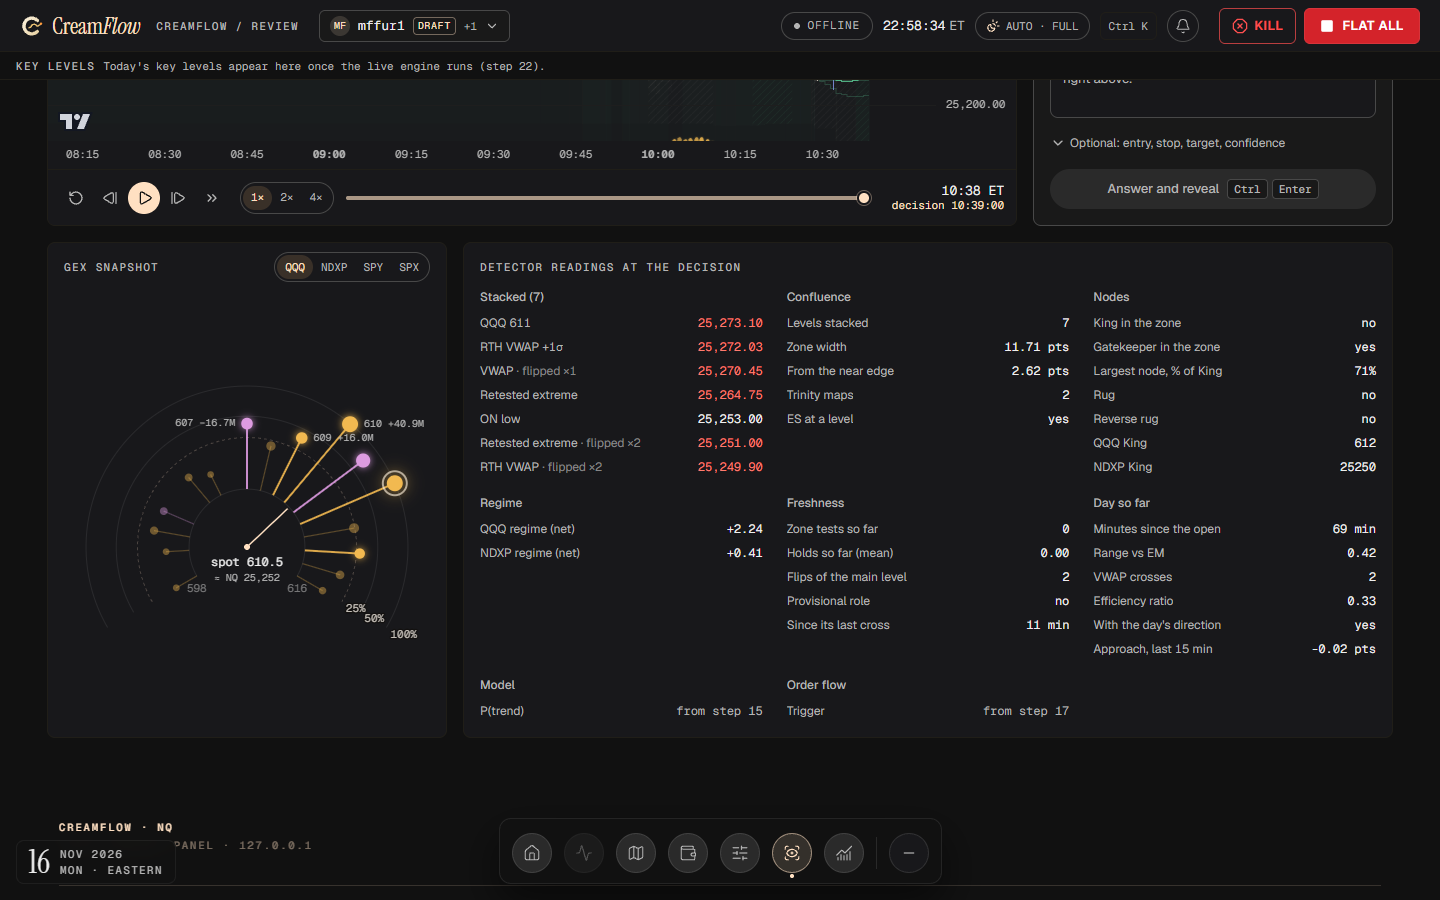 CreamFlow CREAMFLOW / REVIEW MF mffur1 DRAFT +1 OFFLINE 22:58:34 ET AUTO · FULL Ctrl K KILL FLAT ALL
KEY LEVELS Today's key levels appear here once the live engine runs (step 22).
right above.
25,200.00
Optional: entry, stop, target, confidence
08:15 08:30 08:45 09:00 09:15 09:30 09:45 10:00 10:15 10:30
Answer and reveal Ctrl Enter
1× 2× 4× 10:38 ET
decision 10:39:00
GEX SNAPSHOT QQQ NDXP SPY SPX
607 −16.7M
610 +40.9M
609 +16.0M
spot 610.5
≈ NQ 25,252
598 616
25%
50%
100%
DETECTOR READINGS AT THE DECISION
Stacked (7)
QQQ 611 25,273.10
RTH VWAP +1σ 25,272.03
VWAP · flipped ×1 25,270.45
Retested extreme 25,264.75
ON low 25,253.00
Retested extreme · flipped ×2 25,251.00
RTH VWAP · flipped ×2 25,249.90
Confluence
Levels stacked 7
Zone width 11.71 pts
From the near edge 2.62 pts
Trinity maps 2
ES at a level yes
Nodes
King in the zone no
Gatekeeper in the zone yes
Largest node, % of King 71%
Rug no
Reverse rug no
QQQ King 612
NDXP King 25250
Regime
QQQ regime (net) +2.24
NDXP regime (net) +0.41
Freshness
Zone tests so far 0
Holds so far (mean) 0.00
Flips of the main level 2
Provisional role no
Since its last cross 11 min
Day so far
Minutes since the open 69 min
Range vs EM 0.42
VWAP crosses 2
Efficiency ratio 0.33
With the day's direction yes
Approach, last 15 min −0.02 pts
Model
P(trend) from step 15
Order flow
Trigger from step 17
CREAMFLOW · NQ
PANEL · 127.0.0.1
16 NOV 2026
MON · EASTERN